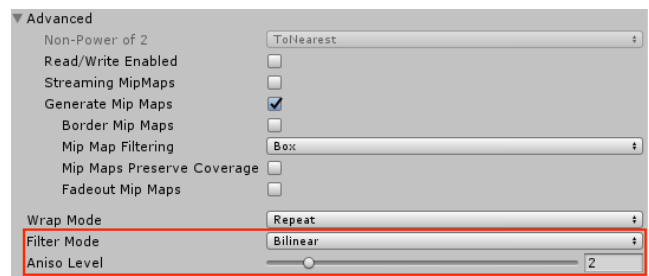 Advanced
Non-Power of 2 ToNearest
Read/Write Enabled
Streaming MipMaps
Generate Mip Maps
Border Mip Maps
Mip Map Filtering Box
Mip Maps Preserve Coverage
Fadeout Mip Maps
Wrap Mode Repeat
Filter Mode Bilinear
Aniso Level 2